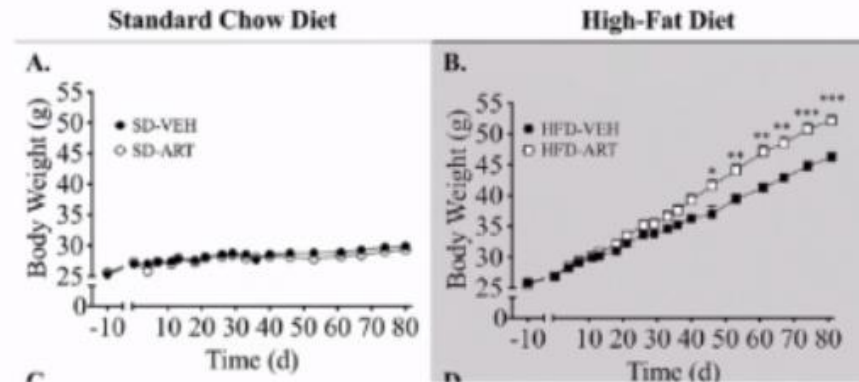 Standard Chow Diet
High-Fat Diet
A.
Body Weight (g)
55
50
45
40
35
30
25
0
SD-VEH
SD-ART
-10 10 20 30 40 50 60 70 80
Time (d)
B.
Body Weight (g)
55
50
45
40
35
30
25
0
HFD-VEH
HFD-ART
* ** ** ** *** ***
-10 10 20 30 40 50 60 70 80
Time (d)